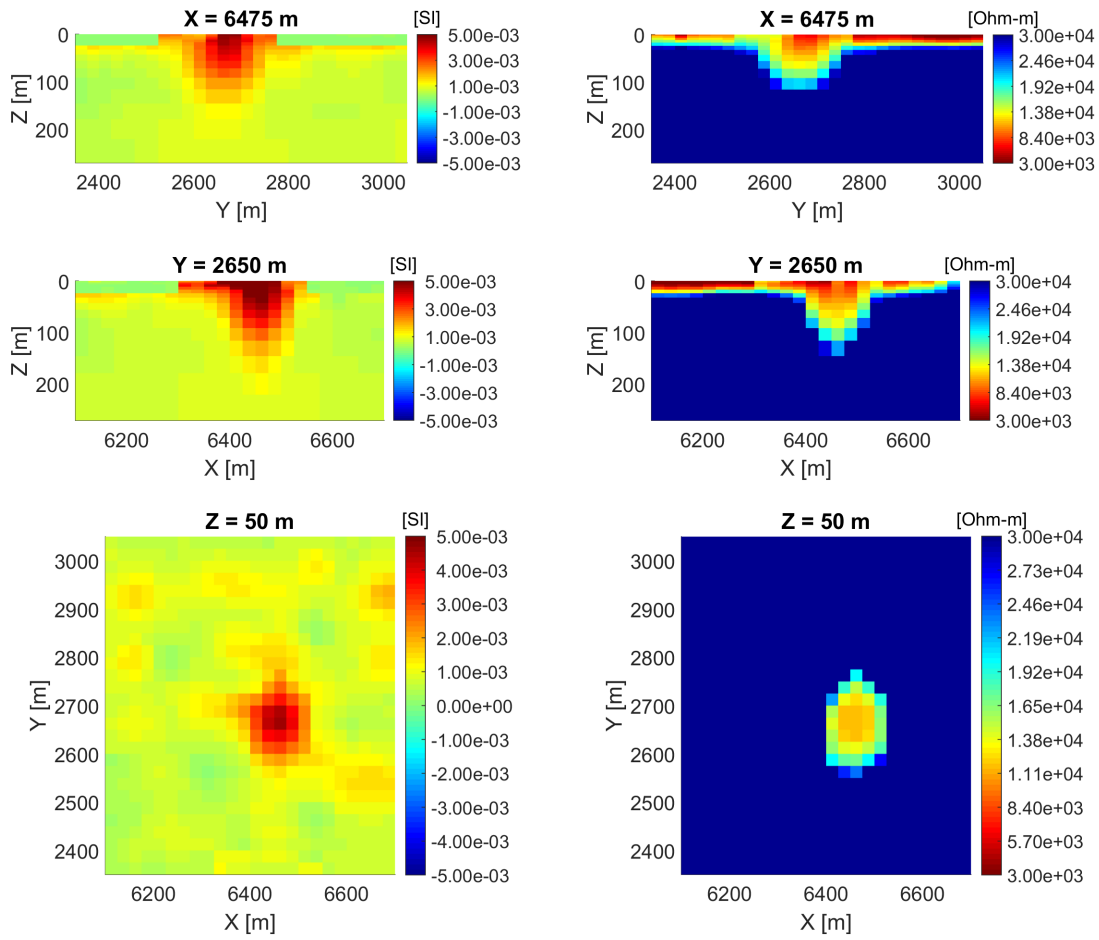 X = 6475 m
[SI]
0
100
200
Z [m]
2400
2600
2800
3000
Y [m]
5.00e-03
3.00e-03
1.00e-03
-1.00e-03
-3.00e-03
-5.00e-03
X = 6475 m
[Ohm-m]
0
100
200
Z [m]
2400
2600
2800
3000
Y [m]
3.00e+04
2.46e+04
1.92e+04
1.38e+04
8.40e+03
3.00e+03
Y = 2650 m
[SI]
0
100
200
Z [m]
6200
6400
6600
X [m]
5.00e-03
3.00e-03
1.00e-03
-1.00e-03
-3.00e-03
-5.00e-03
Y = 2650 m
[Ohm-m]
0
100
200
Z [m]
6200
6400
6600
X [m]
3.00e+04
2.46e+04
1.92e+04
1.38e+04
8.40e+03
3.00e+03
Z = 50 m
[SI]
3000
2900
2800
2700
2600
2500
2400
Y [m]
6200
6400
6600
X [m]
5.00e-03
4.00e-03
3.00e-03
2.00e-03
1.00e-03
0.00e+00
-1.00e-03
-2.00e-03
-3.00e-03
-4.00e-03
-5.00e-03
Z = 50 m
[Ohm-m]
3000
2900
2800
2700
2600
2500
2400
Y [m]
6200
6400
6600
X [m]
3.00e+04
2.73e+04
2.46e+04
2.19e+04
1.92e+04
1.65e+04
1.38e+04
1.11e+04
8.40e+03
5.70e+03
3.00e+03